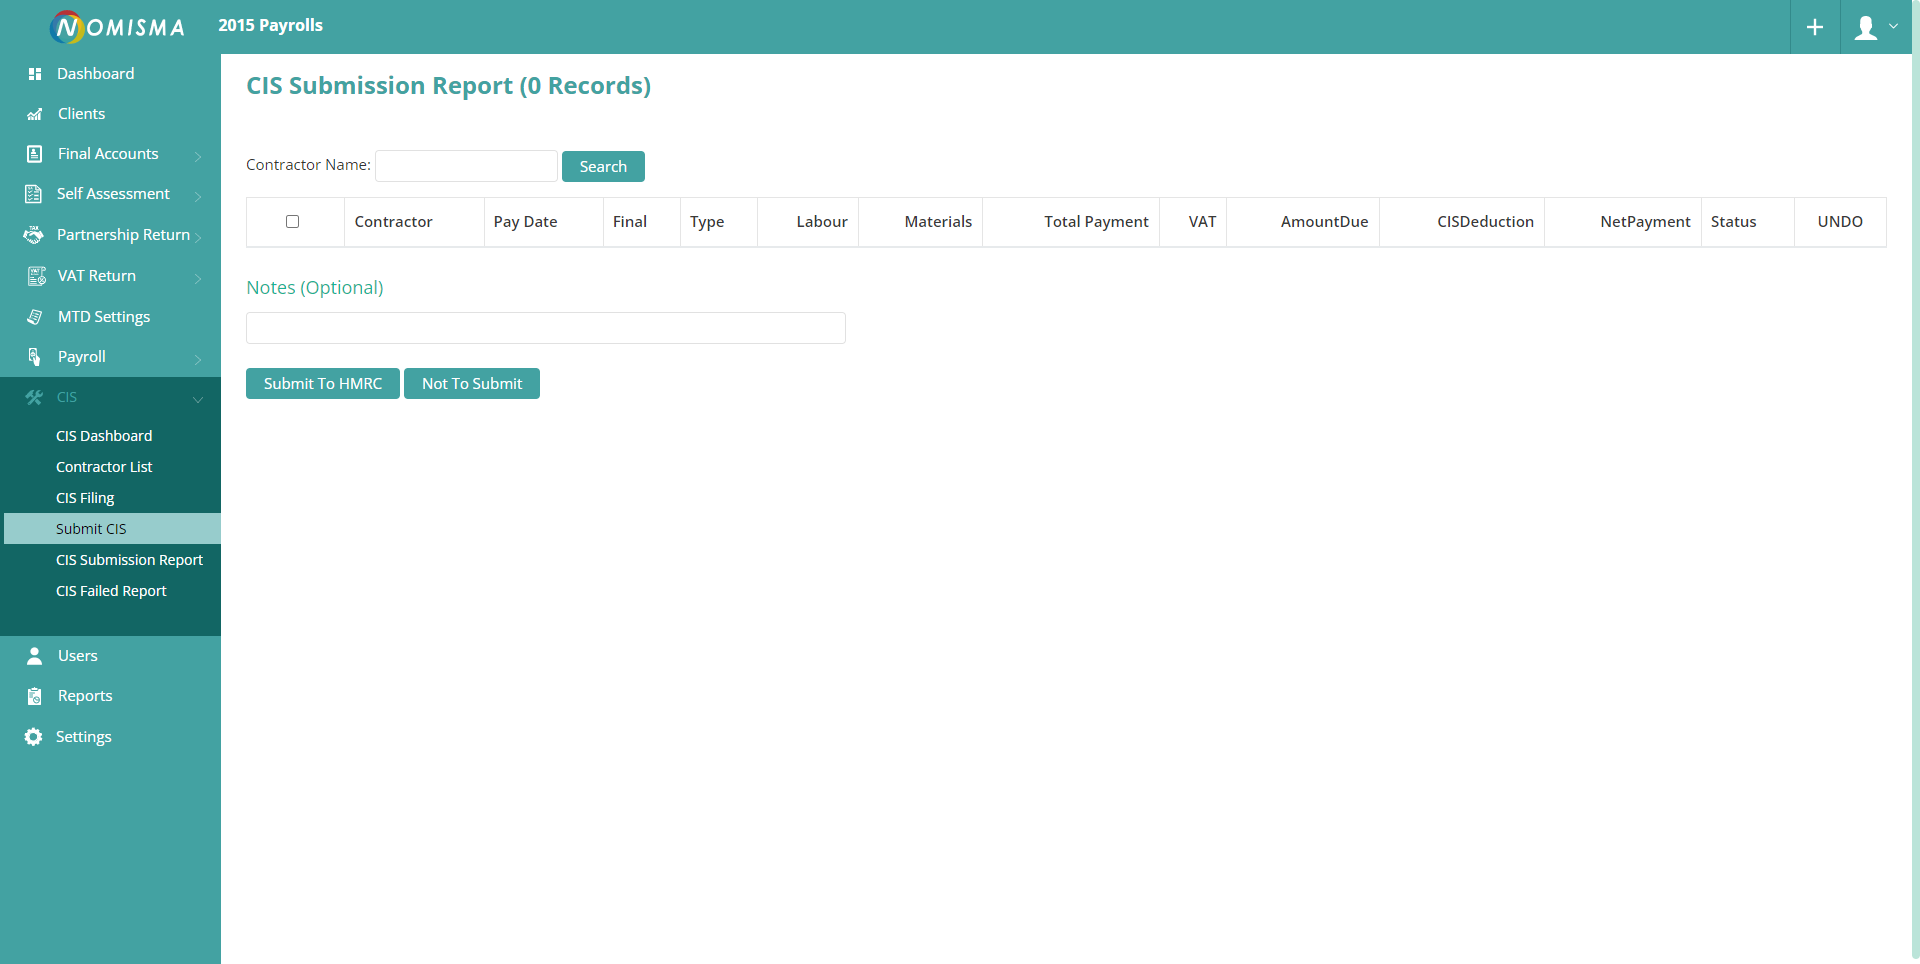 NOMISMA
2015 Payrolls
Dashboard
Clients
Final Accounts
Self Assessment
Partnership Return
VAT Return
MTD Settings
Payroll
CIS
CIS Dashboard
Contractor List
CIS Filing
Submit CIS
CIS Submission Report
CIS Failed Report
Users
Reports
Settings
CIS Submission Report (0 Records)
Contractor Name: Search
Contractor Pay Date Final Type Labour Materials Total Payment VAT AmountDue CISDeduction NetPayment Status UNDO
Notes (Optional)
Submit To HMRC Not To Submit